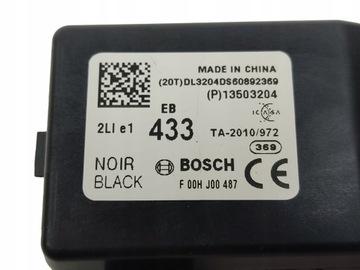 MADE IN CHINA
(20T)DL3204DS60892369
(P)13503204
EB
2LI e1 433
ICASA
TA-2010/972
369
NOIR
BLACK
BOSCH
F 00H J00 487
CE